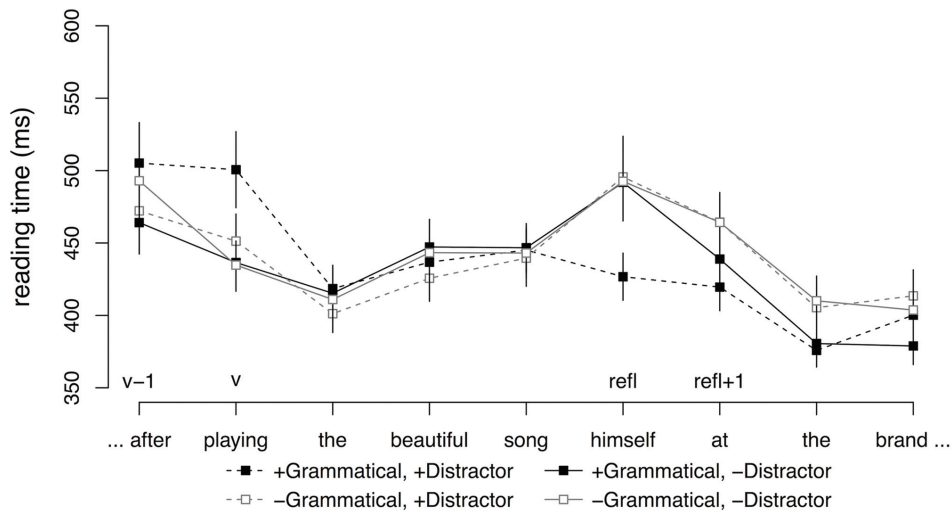 600
550
500
450
400
350
reading time (ms)
v−1 v refl refl+1
... after playing the beautiful song himself at the brand ...
+Grammatical, +Distractor +Grammatical, −Distractor
−Grammatical, +Distractor −Grammatical, −Distractor